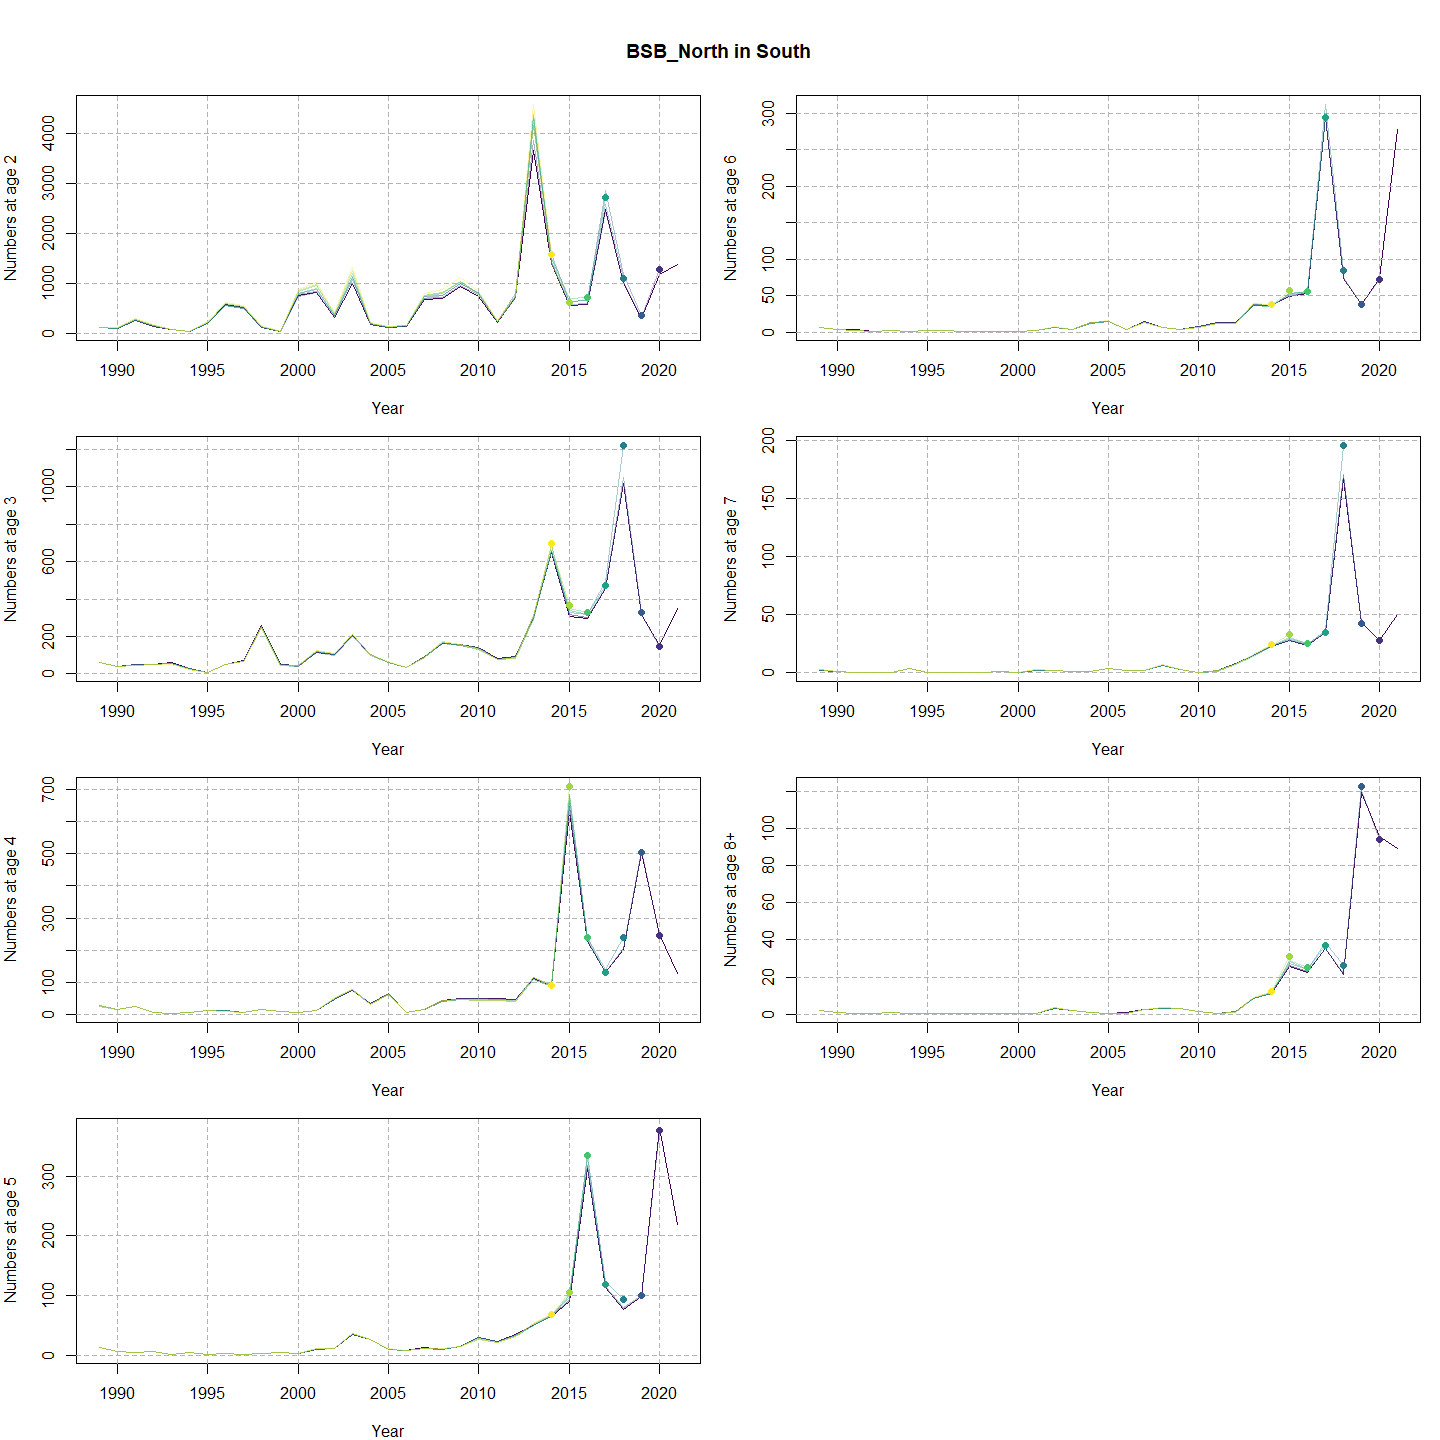 BSB_North in South
Numbers at age 2
0 1000 2000 3000 4000
1990 1995 2000 2005 2010 2015 2020
Year
Numbers at age 6
0 50 100 200 300
1990 1995 2000 2005 2010 2015 2020
Year
Numbers at age 3
0 200 600 1000
1990 1995 2000 2005 2010 2015 2020
Year
Numbers at age 7
0 50 100 150 200
1990 1995 2000 2005 2010 2015 2020
Year
Numbers at age 4
0 100 300 500 700
1990 1995 2000 2005 2010 2015 2020
Year
Numbers at age 8+
0 20 40 60 80 100
1990 1995 2000 2005 2010 2015 2020
Year
Numbers at age 5
0 100 200 300
1990 1995 2000 2005 2010 2015 2020
Year